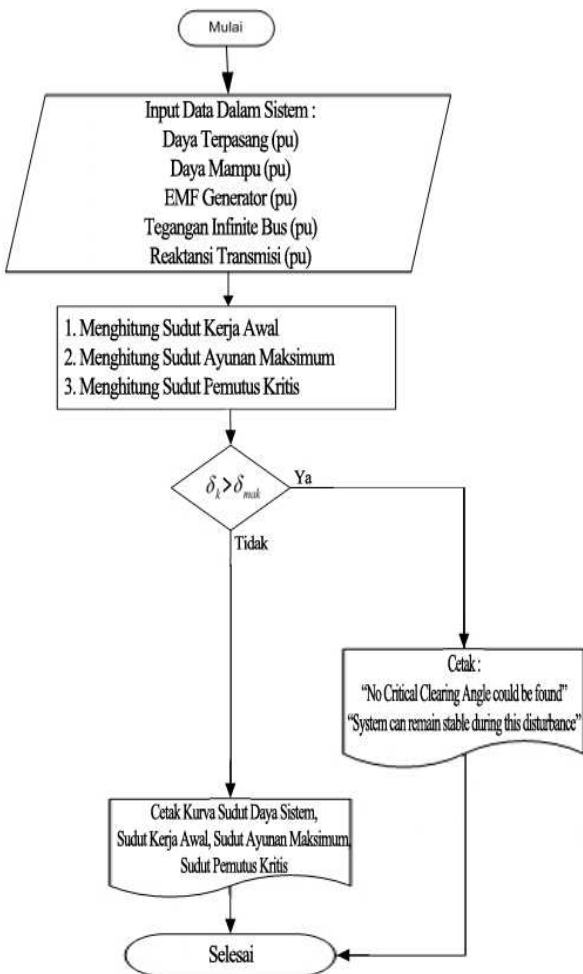 Mulai
Input Data Dalam Sistem :
Daya Terpasang (pu)
Daya Mampu (pu)
EMF Generator (pu)
Tegangan Infinite Bus (pu)
Reaktansi Transmisi (pu)
1. Menghitung Sudut Kerja Awal
2. Menghitung Sudut Ayunan Maksimum
3. Menghitung Sudut Pemutus Kritis
δk>δmak
Ya
Tidak
Cetak :
“No Critical Clearing Angle could be found”
“System can remain stable during this disturbance”
Cetak Kurva Sudut Daya Sistem,
Sudut Kerja Awal, Sudut Ayunan Maksimum,
Sudut Pemutus Kritis
Selesai